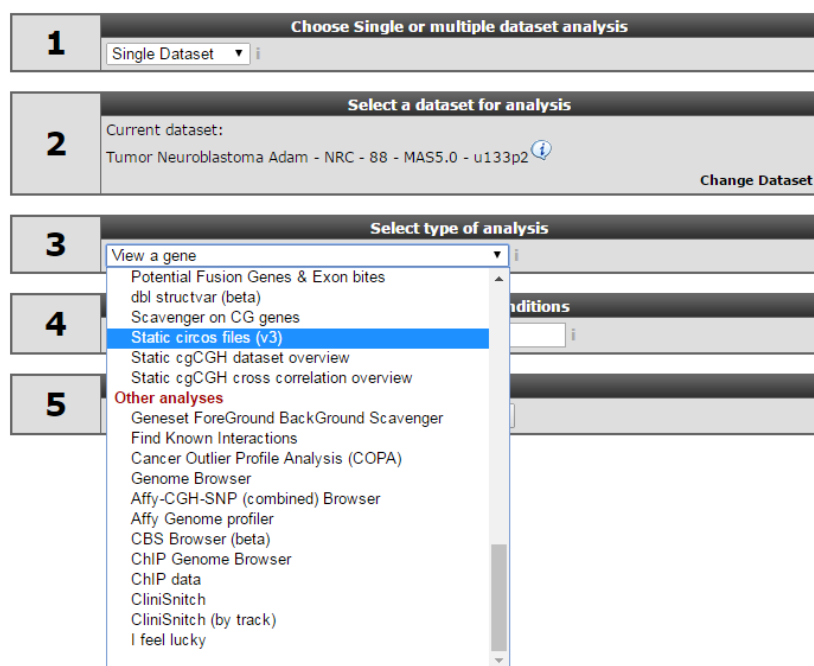 1
Choose Single or multiple dataset analysis
Single Dataset
2
Select a dataset for analysis
Current dataset:
Tumor Neuroblastoma Adam - NRC - 88 - MAS5.0 - u133p2
Change Dataset
3
Select type of analysis
View a gene
Potential Fusion Genes & Exon bites
dbl structvar (beta)
Scavenger on CG genes
Static circos files (v3)
Static cgCGH dataset overview
Static cgCGH cross correlation overview
Other analyses
Geneset ForeGround BackGround Scavenger
Find Known Interactions
Cancer Outlier Profile Analysis (COPA)
Genome Browser
Affy-CGH-SNP (combined) Browser
Affy Genome profiler
CBS Browser (beta)
ChIP Genome Browser
ChIP data
CliniSnitch
CliniSnitch (by track)
I feel lucky
4
nditions
5